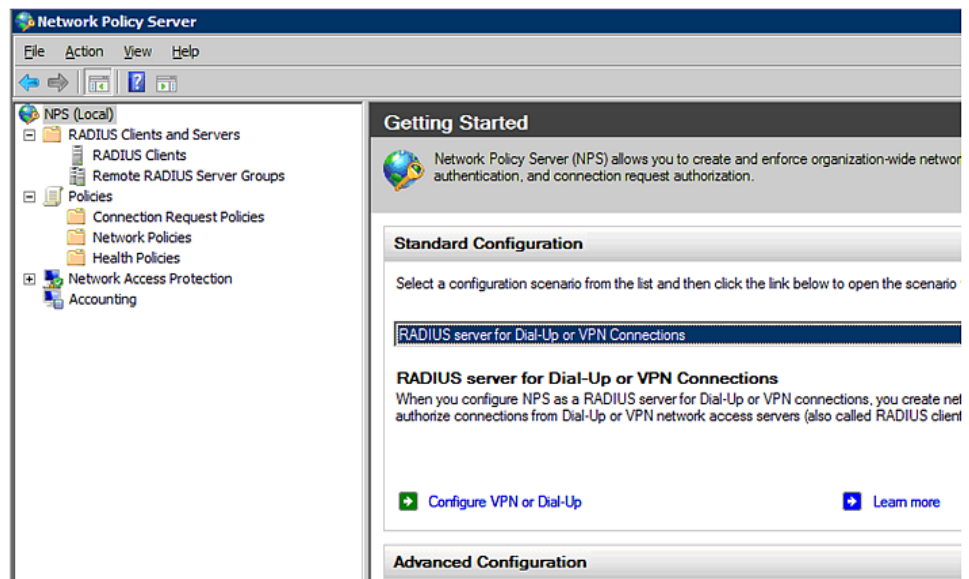 Network Policy Server
File Action View Help
NPS (Local)
RADIUS Clients and Servers
RADIUS Clients
Remote RADIUS Server Groups
Policies
Connection Request Policies
Network Policies
Health Policies
Network Access Protection
Accounting
Getting Started
Network Policy Server (NPS) allows you to create and enforce organization-wide networ
authentication, and connection request authorization.
Standard Configuration
Select a configuration scenario from the list and then click the link below to open the scenario
RADIUS server for Dial-Up or VPN Connections
RADIUS server for Dial-Up or VPN Connections
When you configure NPS as a RADIUS server for Dial-Up or VPN connections, you create net
authorize connections from Dial-Up or VPN network access servers (also called RADIUS client
Configure VPN or Dial-Up
Learn more
Advanced Configuration